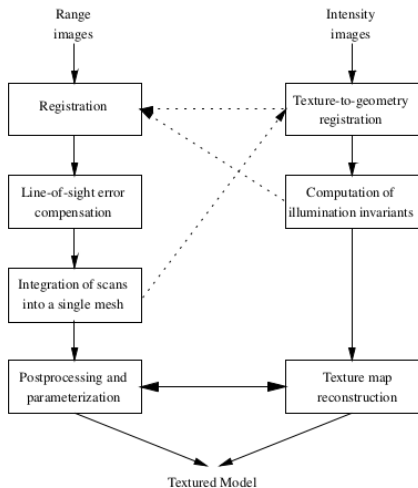 Range
images
Intensity
images
Registration
Texture-to-geometry
registration
Line-of-sight error
compensation
Computation of
illumination invariants
Integration of scans
into a single mesh
Postprocessing and
parameterization
Texture map
reconstruction
Textured Model